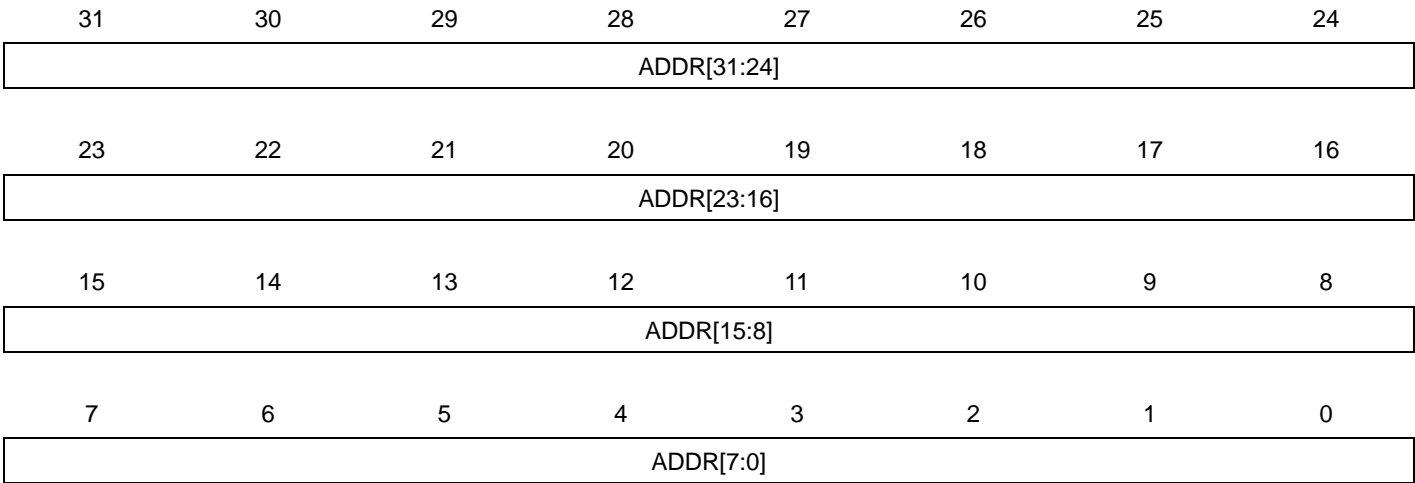 31 30 29 28 27 26 25 24
ADDR[31:24]
23 22 21 20 19 18 17 16
ADDR[23:16]
15 14 13 12 11 10 9 8
ADDR[15:8]
7 6 5 4 3 2 1 0
ADDR[7:0]